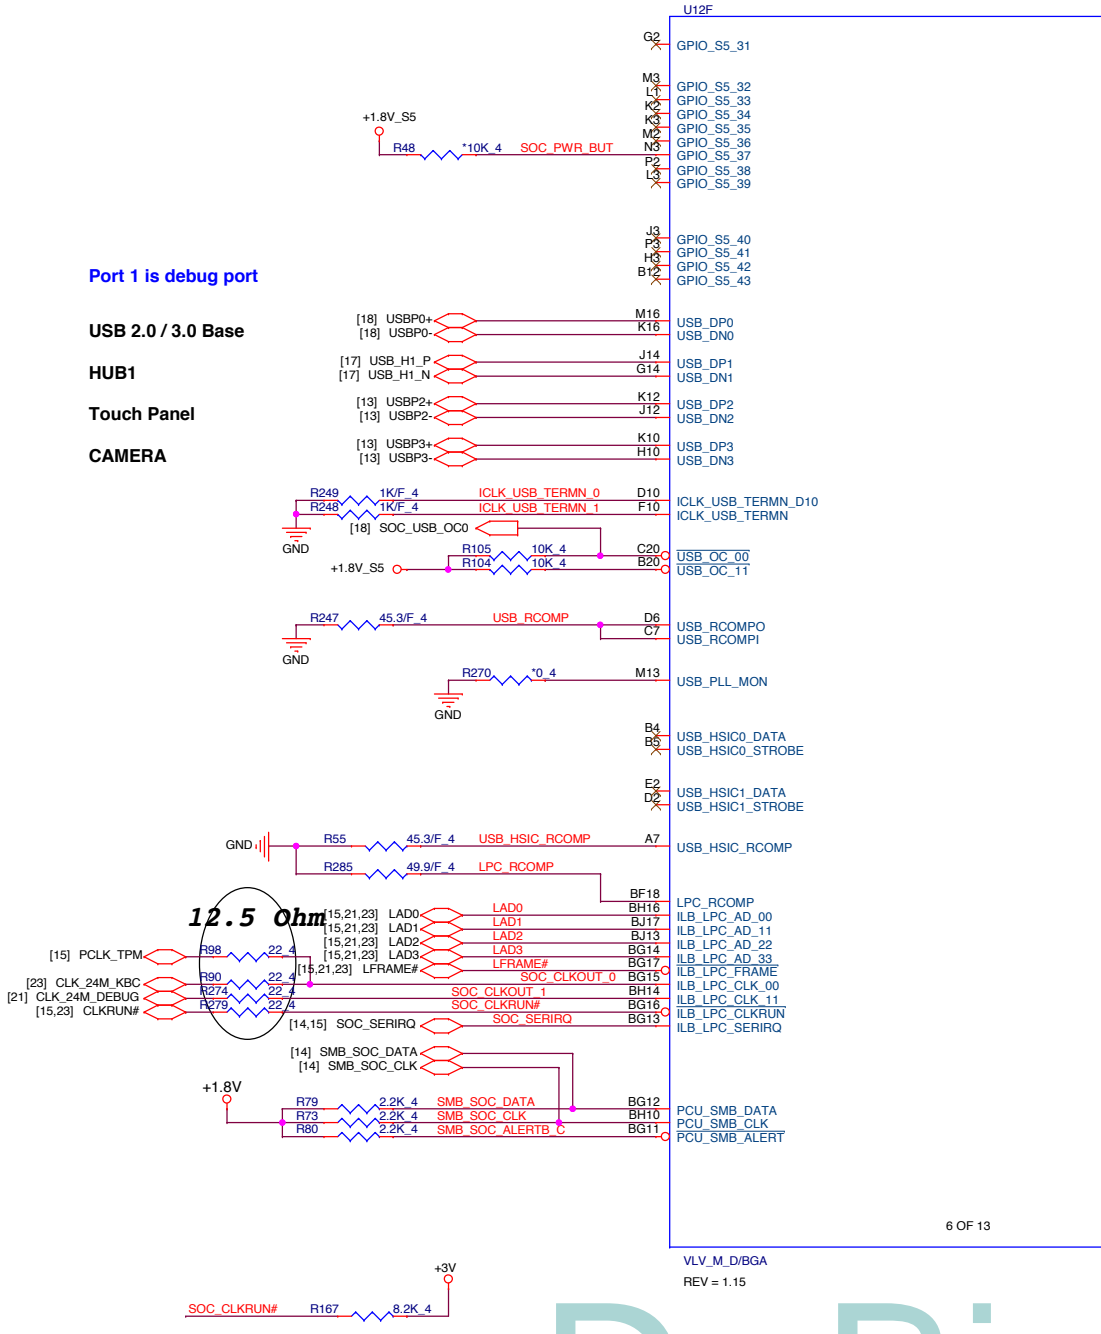 U12F
G2 GPIO_S5_31
M3 GPIO_S5_32
L1 GPIO_S5_33
K2 GPIO_S5_34
K3 GPIO_S5_35
M2 GPIO_S5_36
+1.8V_S5
R48 *10K_4 SOC_PWR_BUT N3 GPIO_S5_37
P2 GPIO_S5_38
L3 GPIO_S5_39
J3 GPIO_S5_40
P3 GPIO_S5_41
H3 GPIO_S5_42
B12 GPIO_S5_43
Port 1 is debug port
USB 2.0 / 3.0 Base
[18] USBP0+ M16 USB_DP0
[18] USBP0- K16 USB_DN0
HUB1
[17] USB_H1_P J14 USB_DP1
[17] USB_H1_N G14 USB_DN1
Touch Panel
[13] USBP2+ K12 USB_DP2
[13] USBP2- J12 USB_DN2
CAMERA
[13] USBP3+ K10 USB_DP3
[13] USBP3- H10 USB_DN3
R249 1K/F_4 ICLK_USB_TERMN_0 D10 ICLK_USB_TERMN_D10
R248 1K/F_4 ICLK_USB_TERMN_1 F10 ICLK_USB_TERMN
GND
[18] SOC_USB_OC0
R105 10K_4 C20 USB_OC_00
+1.8V_S5 R104 10K_4 B20 USB_OC_11
R247 45.3/F_4 USB_RCOMP D6 USB_RCOMPO
C7 USB_RCOMPI
GND
R270 *0_4 M13 USB_PLL_MON
GND
B4 USB_HSIC0_DATA
B5 USB_HSIC0_STROBE
E2 USB_HSIC1_DATA
D2 USB_HSIC1_STROBE
GND R55 45.3/F_4 USB_HSIC_RCOMP A7 USB_HSIC_RCOMP
R285 49.9/F_4 LPC_RCOMP
BF18 LPC_RCOMP
12.5 Ohm
[15,21,23] LAD0 LAD0 BH16 ILB_LPC_AD_00
[15,21,23] LAD1 LAD1 BJ17 ILB_LPC_AD_11
[15,21,23] LAD2 LAD2 BJ13 ILB_LPC_AD_22
[15,21,23] LAD3 LAD3 BG14 ILB_LPC_AD_33
[15] PCLK_TPM R98 22_4
[15,21,23] LFRAME# LFRAME# BG17 ILB_LPC_FRAME
[23] CLK_24M_KBC R90 22_4 SOC_CLKOUT_0 BG15 ILB_LPC_CLK_00
[21] CLK_24M_DEBUG R274 22_4 SOC_CLKOUT_1 BH14 ILB_LPC_CLK_11
[15,23] CLKRUN# R279 22_4 SOC_CLKRUN# BG16 ILB_LPC_CLKRUN
[14,15] SOC_SERIRQ SOC_SERIRQ BG13 ILB_LPC_SERIRQ
[14] SMB_SOC_DATA
[14] SMB_SOC_CLK
+1.8V
R79 2.2K_4 SMB_SOC_DATA BG12 PCU_SMB_DATA
R73 2.2K_4 SMB_SOC_CLK BH10 PCU_SMB_CLK
R80 2.2K_4 SMB_SOC_ALERTB_C BG11 PCU_SMB_ALERT
6 OF 13
VLV_M_D/BGA
REV = 1.15
+3V
SOC_CLKRUN# R167 8.2K_4